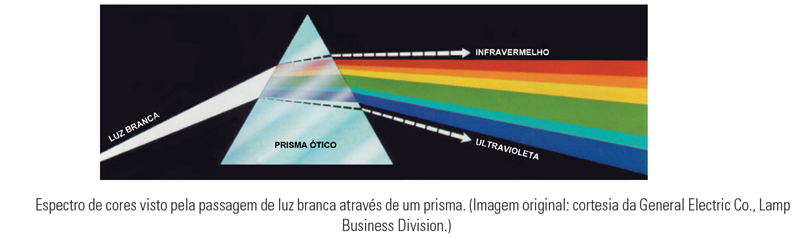 INFRAVERMELHO
LUZ BRANCA
PRISMA ÓTICO
ULTRAVIOLETA
Espectro de cores visto pela passagem de luz branca através de um prisma. (Imagem original: cortesia da General Electric Co., Lamp
Business Division.)